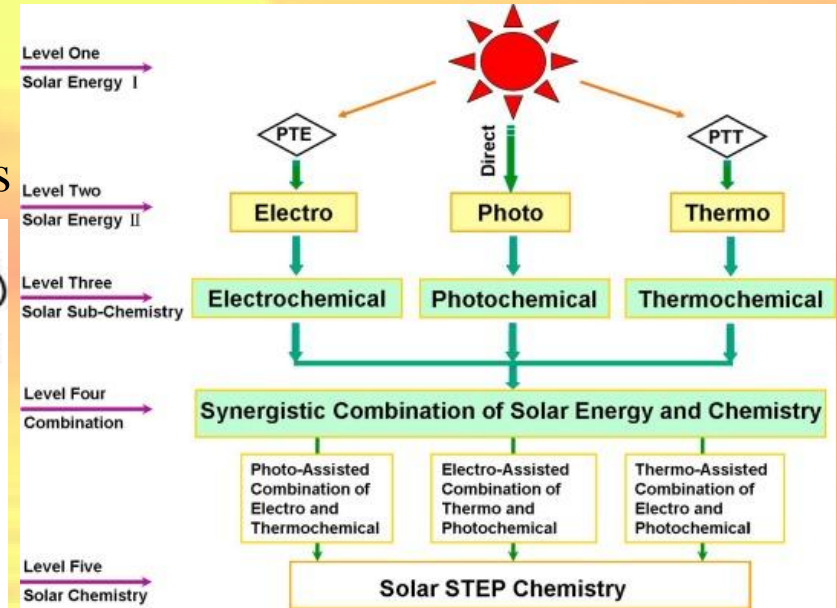 Level One
Solar Energy Ⅰ
PTE
Direct
PTT
s
Level Two
Solar Energy Ⅱ
Electro
Photo
Thermo
Level Three
Solar Sub-Chemistry
Electrochemical
Photochemical
Thermochemical
Level Four
Combination
Synergistic Combination of Solar Energy and Chemistry
Photo-Assisted
Combination of
Electro and
Thermochemical
Electro-Assisted
Combination of
Thermo and
Photochemical
Thermo-Assisted
Combination of
Electro and
Photochemical
Level Five
Solar Chemistry
Solar STEP Chemistry